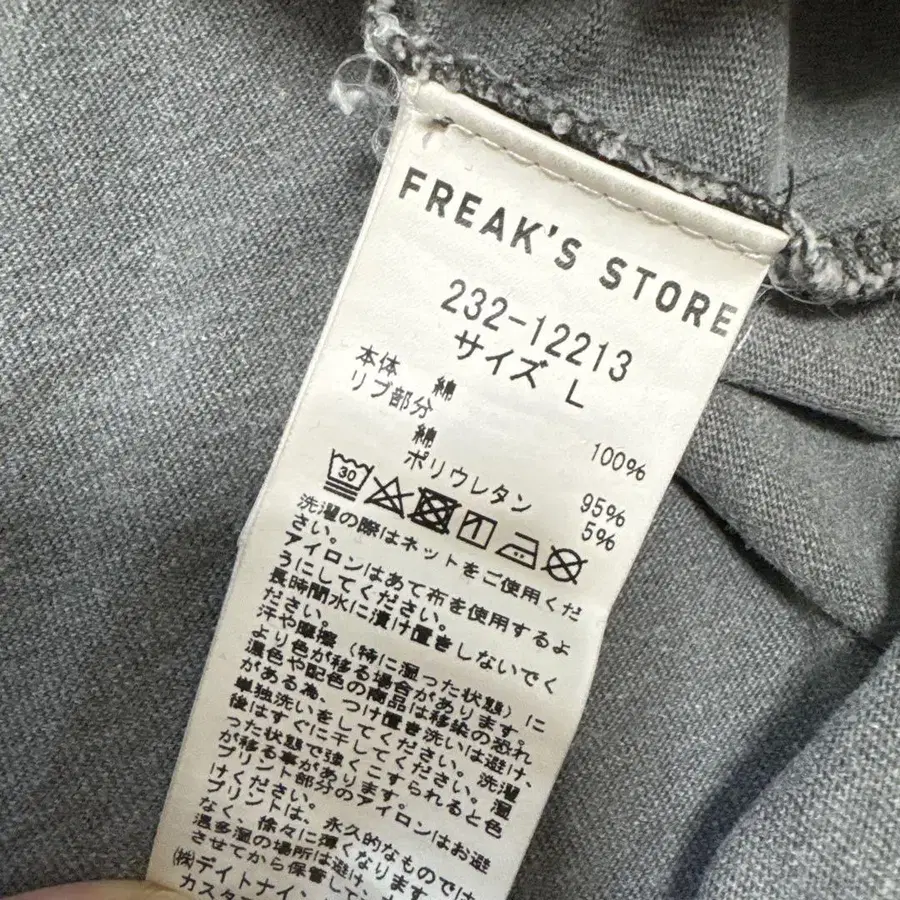 FREAK'S STORE
232-12213
サイズ L
本体 綿 100%
リブ部分
綿 95%
ポリウレタン 5%
30
洗濯の際はネットをご使用くだ
さい。
アイロンはあて布を使用するよ
うにしてください。
長時間水に漬け置きしないでく
ださい。
汗や摩擦(特に湿った状態)に
より色が移る場合があります。
濃色や配色の商品は移染の恐れ
がある為、つけ置き洗いは避け、
単独洗いをしてください。洗濯
後はすぐに干してください。湿
った状態で強くこすられると色
が移る事があります。
プリント部分のアイロンはお避
けください。
プリントは、永久的なものでは
なく、徐々に薄くなります。
高多湿の場所は避け、
させてから保管して
㈱デイトナイン
カスタ